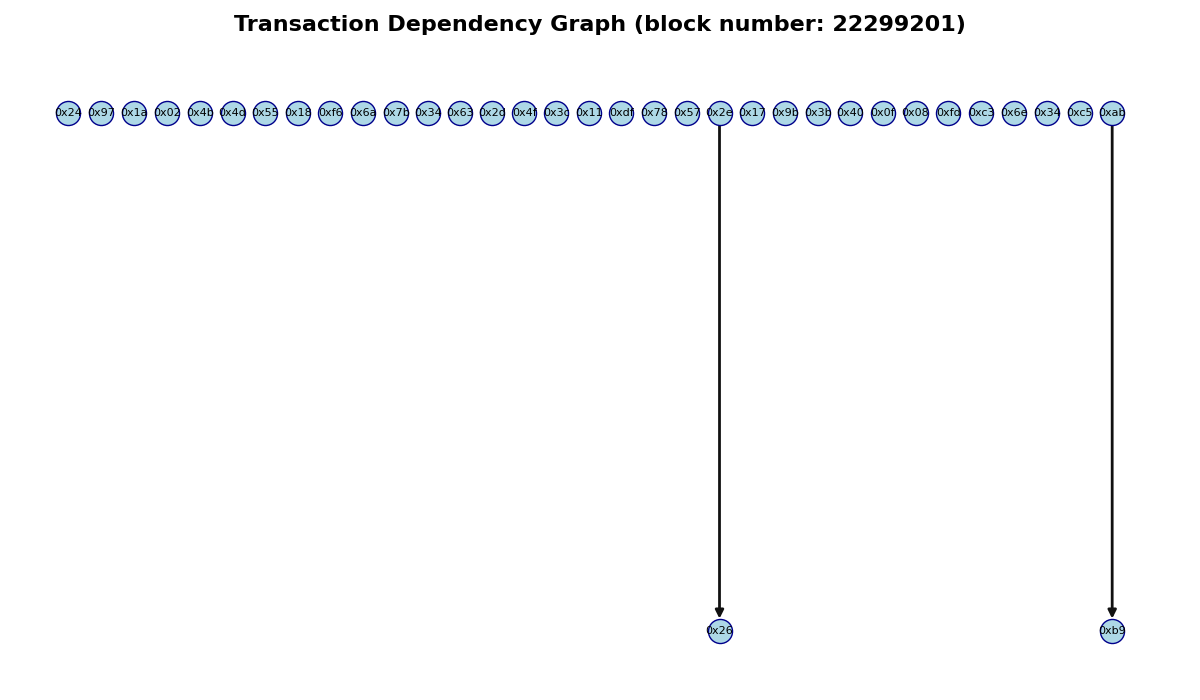 Transaction Dependency Graph (block number: 22299201)
0x24 0x97 0x1a 0x02 0x4b 0x4d 0x55 0x18 0xf6 0x6a 0x7b 0x34 0x63 0x2d 0x4f 0x3c 0x11 0xdf 0x78 0x57 0x2e 0x17 0x9b 0x3b 0x40 0x0f 0x08 0xfd 0xc3 0x6e 0x34 0xc5 0xab
0x26 0xb9